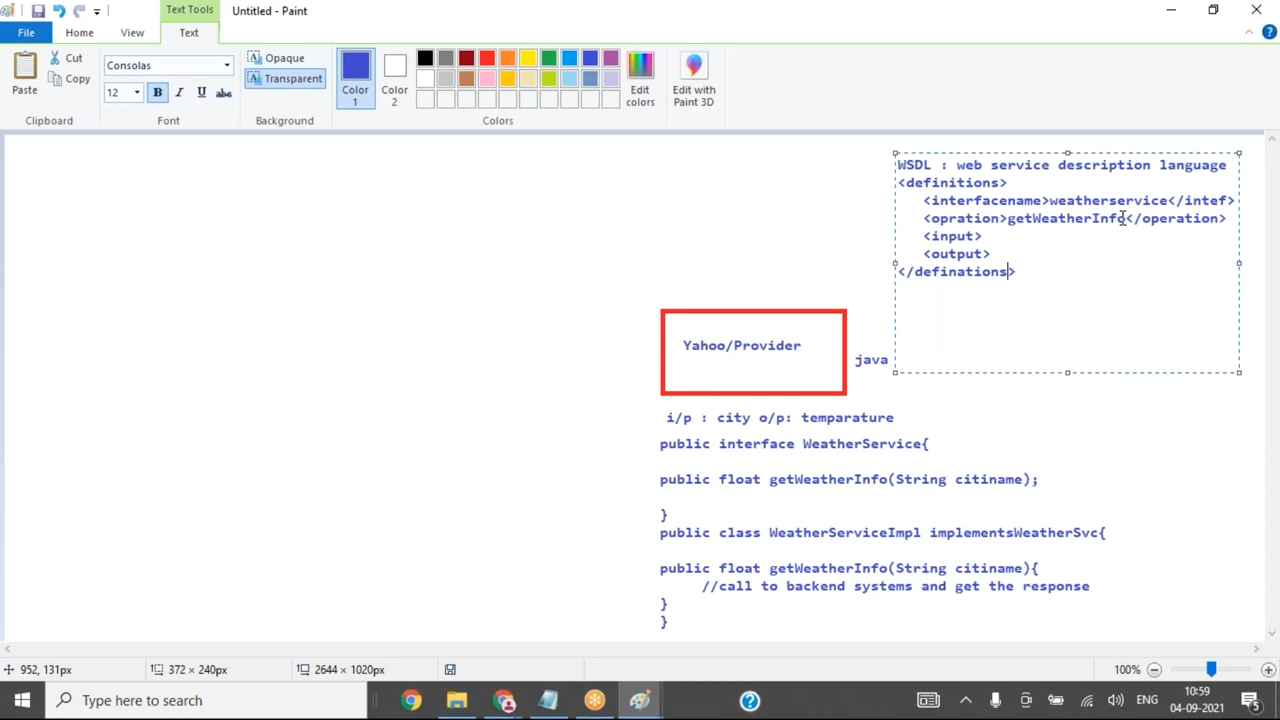 Text Tools
Untitled - Paint
File
Home
View
Text
Paste
Cut
Copy
Clipboard
Consolas
12
B
I
U
abc
Font
Opaque
Transparent
Background
Color 1
Color 2
Edit colors
Colors
Edit with Paint 3D
WSDL : web service description language
<definitions>
<interfacename>weatherservice</intef>
<opration>getWeatherInfo</operation>
<input>
<output>
</definations>
Yahoo/Provider
java
i/p : city o/p: temparature
public interface WeatherService{
public float getWeatherInfo(String citiname);
}
public class WeatherServiceImpl implementsWeatherSvc{
public float getWeatherInfo(String citiname){
//call to backend systems and get the response
}
}
952, 131px
372 × 240px
2644 × 1020px
100%
Type here to search
ENG
10:59
04-09-2021
5